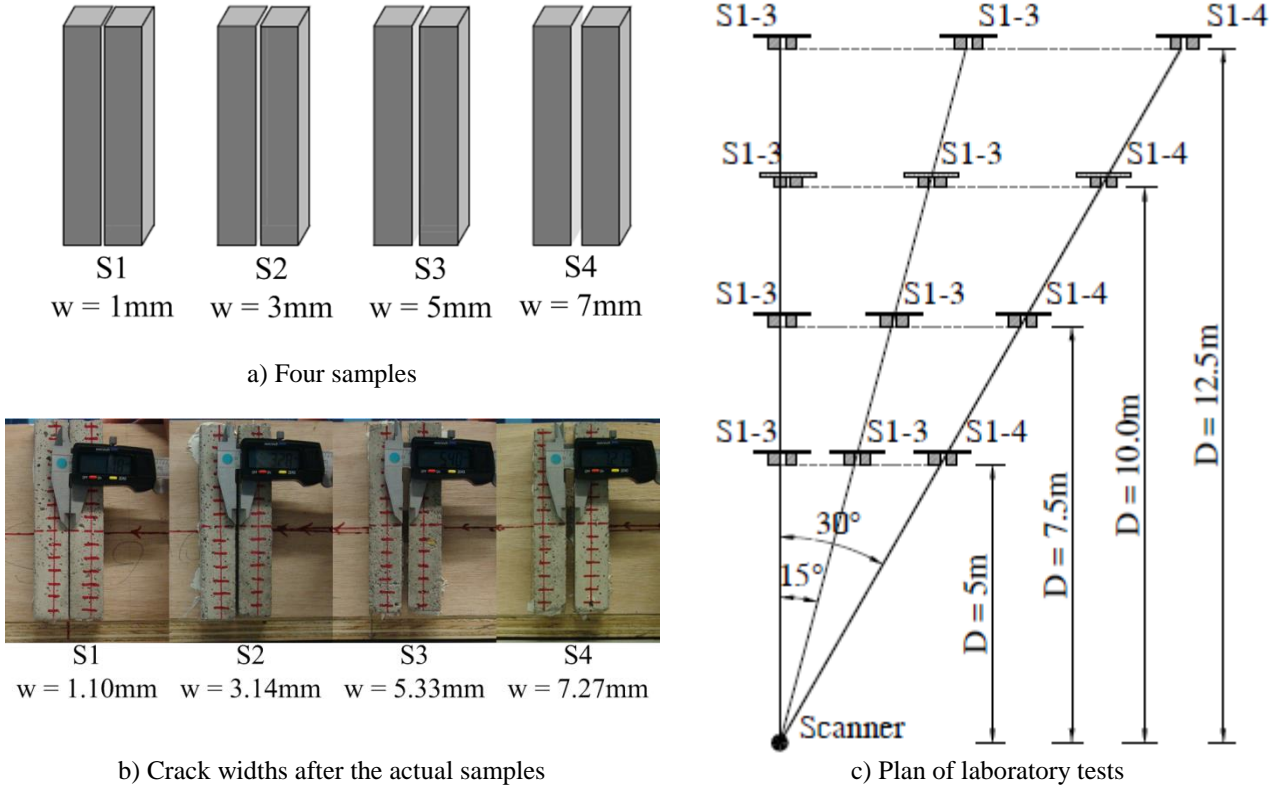 S1 S2 S3 S4
w = 1mm w = 3mm w = 5mm w = 7mm
a) Four samples
S1 S2 S3 S4
w = 1.10mm w = 3.14mm w = 5.33mm w = 7.27mm
b) Crack widths after the actual samples
S1-3 S1-3 S1-4
S1-3 S1-3 S1-4
S1-3 S1-3 S1-4
S1-3 S1-3 S1-4
30°
15°
D = 5m
D = 7.5m
D = 10.0m
D = 12.5m
Scanner
c) Plan of laboratory tests